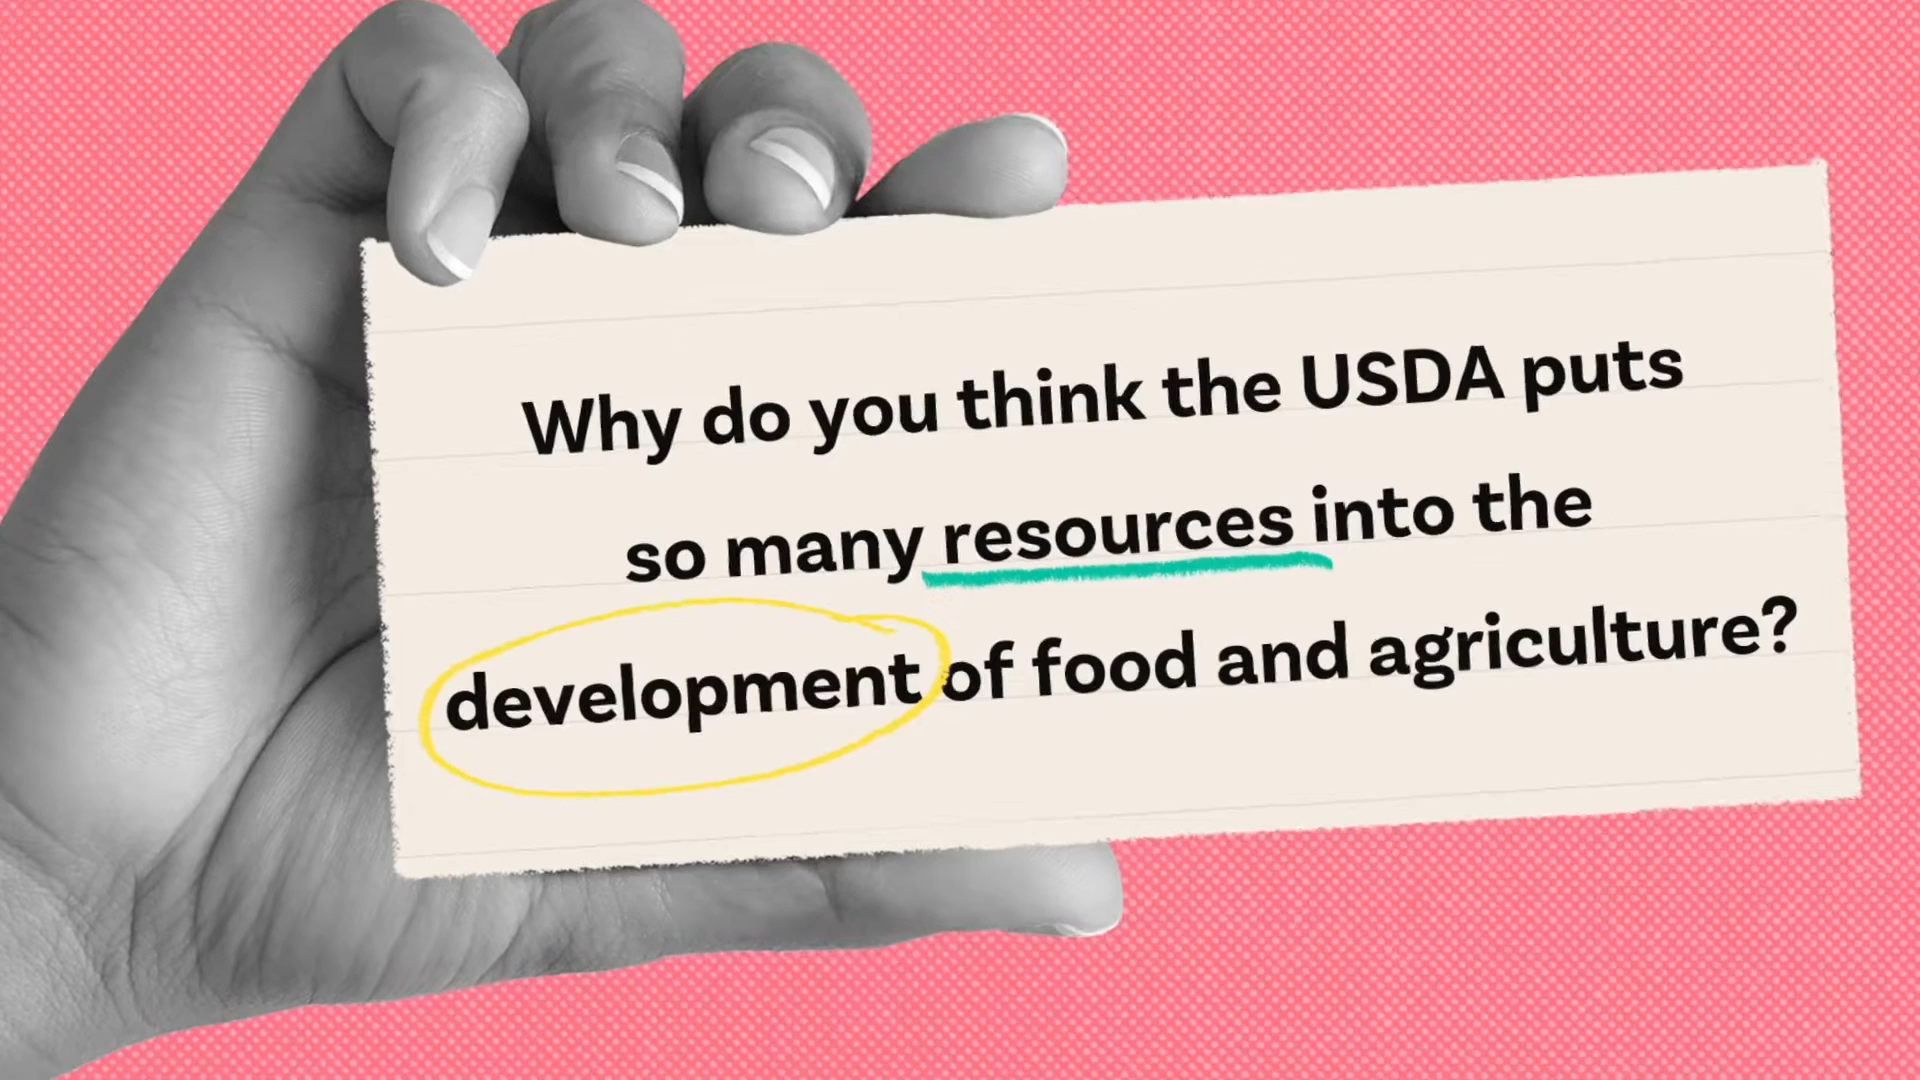 Why do you think the USDA puts
so many resources into the
development of food and agriculture?